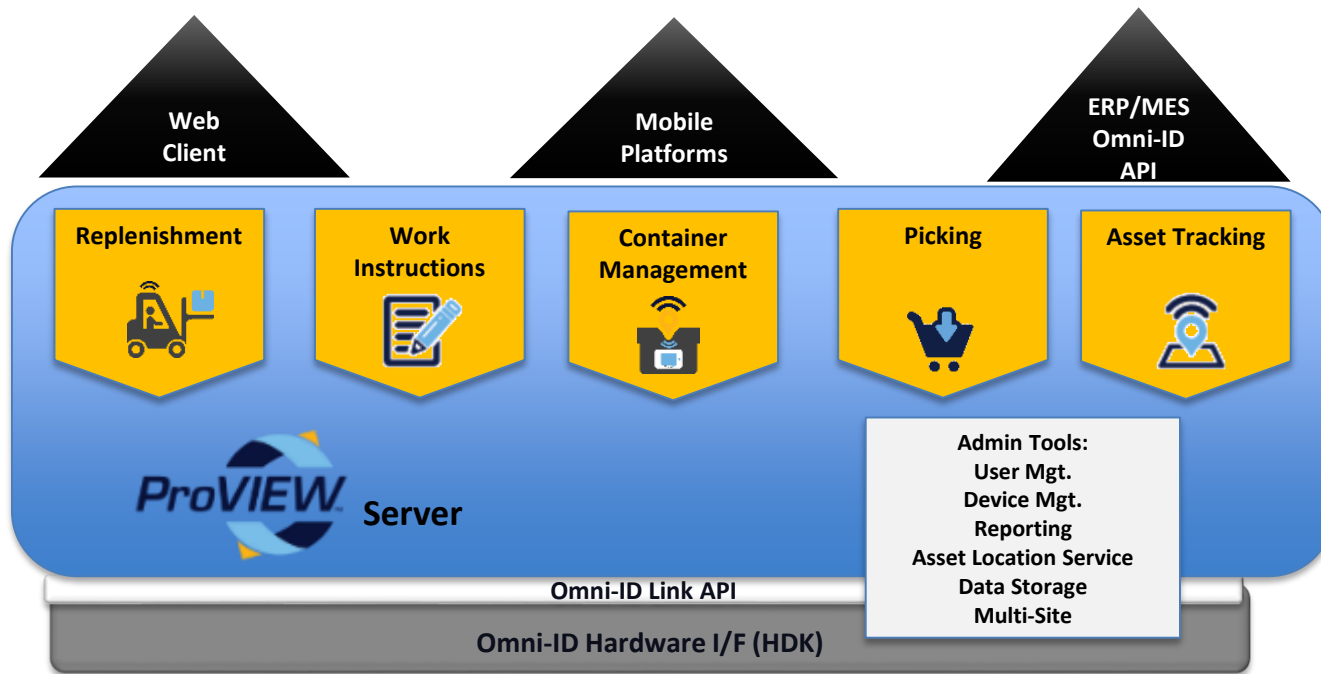 Web
Client
Mobile
Platforms
ERP/MES
Omni-ID
API
Replenishment
Work
Instructions
Container
Management
Picking
Asset Tracking
ProVIEW™ Server
Admin Tools:
User Mgt.
Device Mgt.
Reporting
Asset Location Service
Data Storage
Multi-Site
Omni-ID Link API
Omni-ID Hardware I/F (HDK)